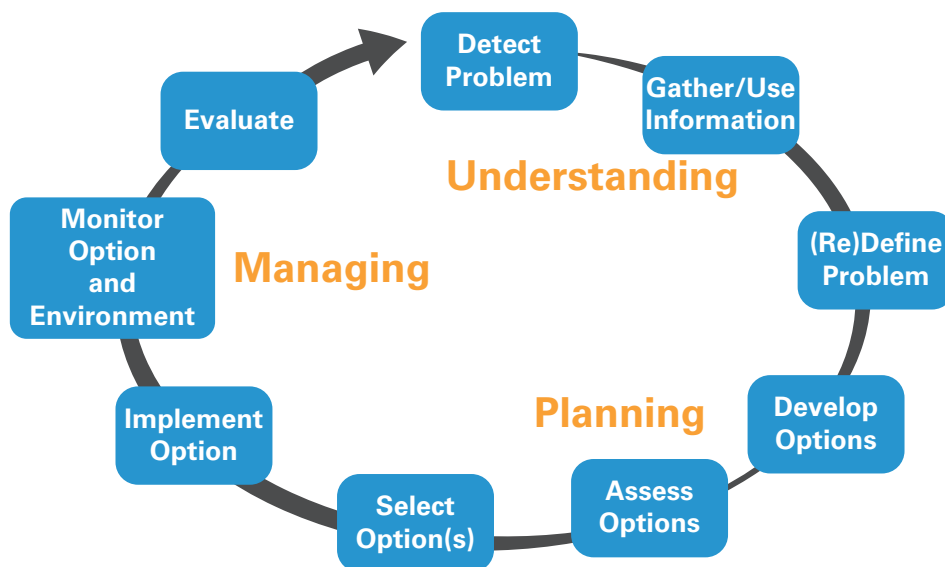 Detect
Problem
Gather/Use
Information
Understanding
(Re)Define
Problem
Develop
Options
Planning
Assess
Options
Select
Option(s)
Implement
Option
Monitor
Option
and
Environment
Managing
Evaluate